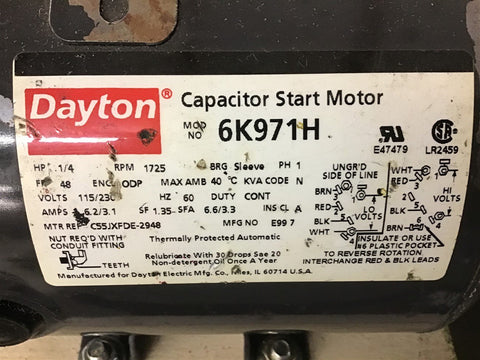 Dayton® Capacitor Start Motor
MOD NO 6K971H
E47479 LR2459
HP 1/4 RPM 1725 BRG Sleeve PH 1
48 ENC ODP MAX AMB 40 °C KVA CODE N
VOLTS 115/230 HZ 60 DUTY CONT
AMPS 6.2/3.1 SF 1.35 SFA 6.6/3.3 INS CL A
MTR REF C55JXFDE-2948 MFG NO E99 7
NUT REQ'D WITH
CONDUIT FITTING
TEETH
Thermally Protected Automatic
Relubricate With 30 Drops Sae 20
Non-detergent Oil Once A Year
Manufactured for Dayton Electric Mfg. Co., Niles, IL 60714 U.S.A.
UNGR'D
SIDE OF LINE
BRN
BRN
LO
VOLTS
WHT
RED
BLK
WHT
RED
BLK
BRN
HI
VOLTS
INSULATE OR USE
#6 PLASTIC POCKET
TO REVERSE ROTATION
INTERCHANGE RED & BLK LEADS